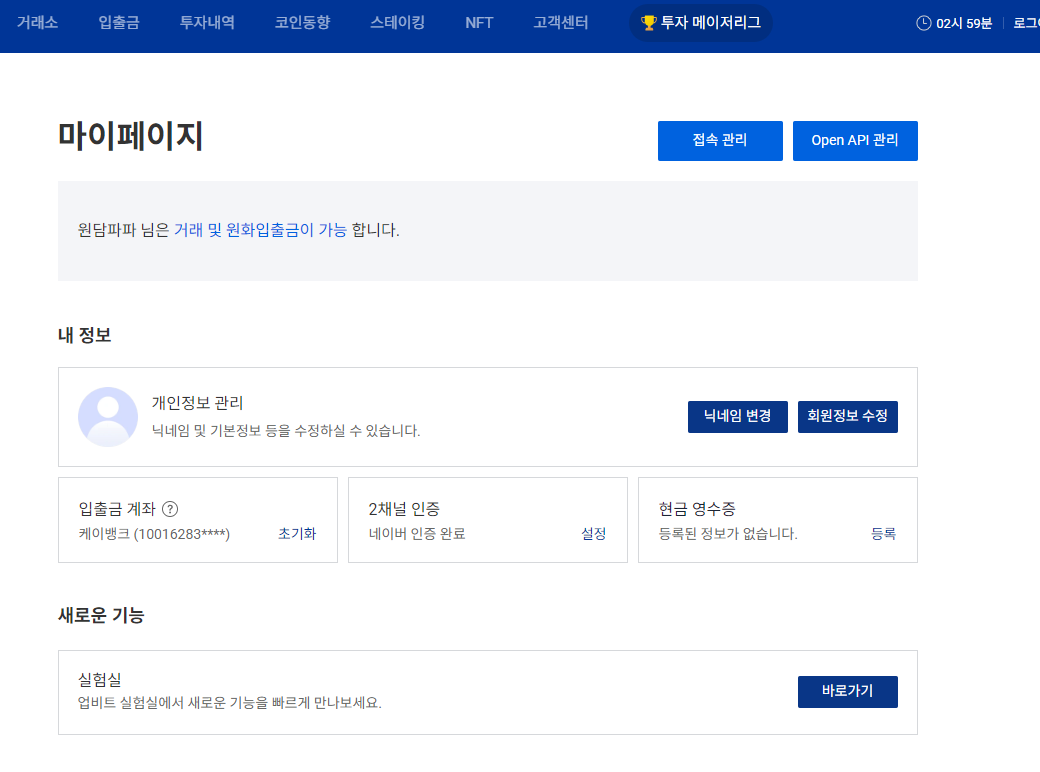 거래소 입출금 투자내역 코인동향 스테이킹 NFT 고객센터 투자 메이저리그 02시 59분
마이페이지
접속 관리 Open API 관리
원담파파 님은 거래 및 원화입출금이 가능 합니다.
내 정보
개인정보 관리
닉네임 및 기본정보 등을 수정하실 수 있습니다.
닉네임 변경 회원정보 수정
입출금 계좌 ?
케이뱅크 (10016283****) 초기화
2채널 인증
네이버 인증 완료 설정
현금 영수증
등록된 정보가 없습니다. 등록
새로운 기능
실험실
업비트 실험실에서 새로운 기능을 빠르게 만나보세요.
바로가기